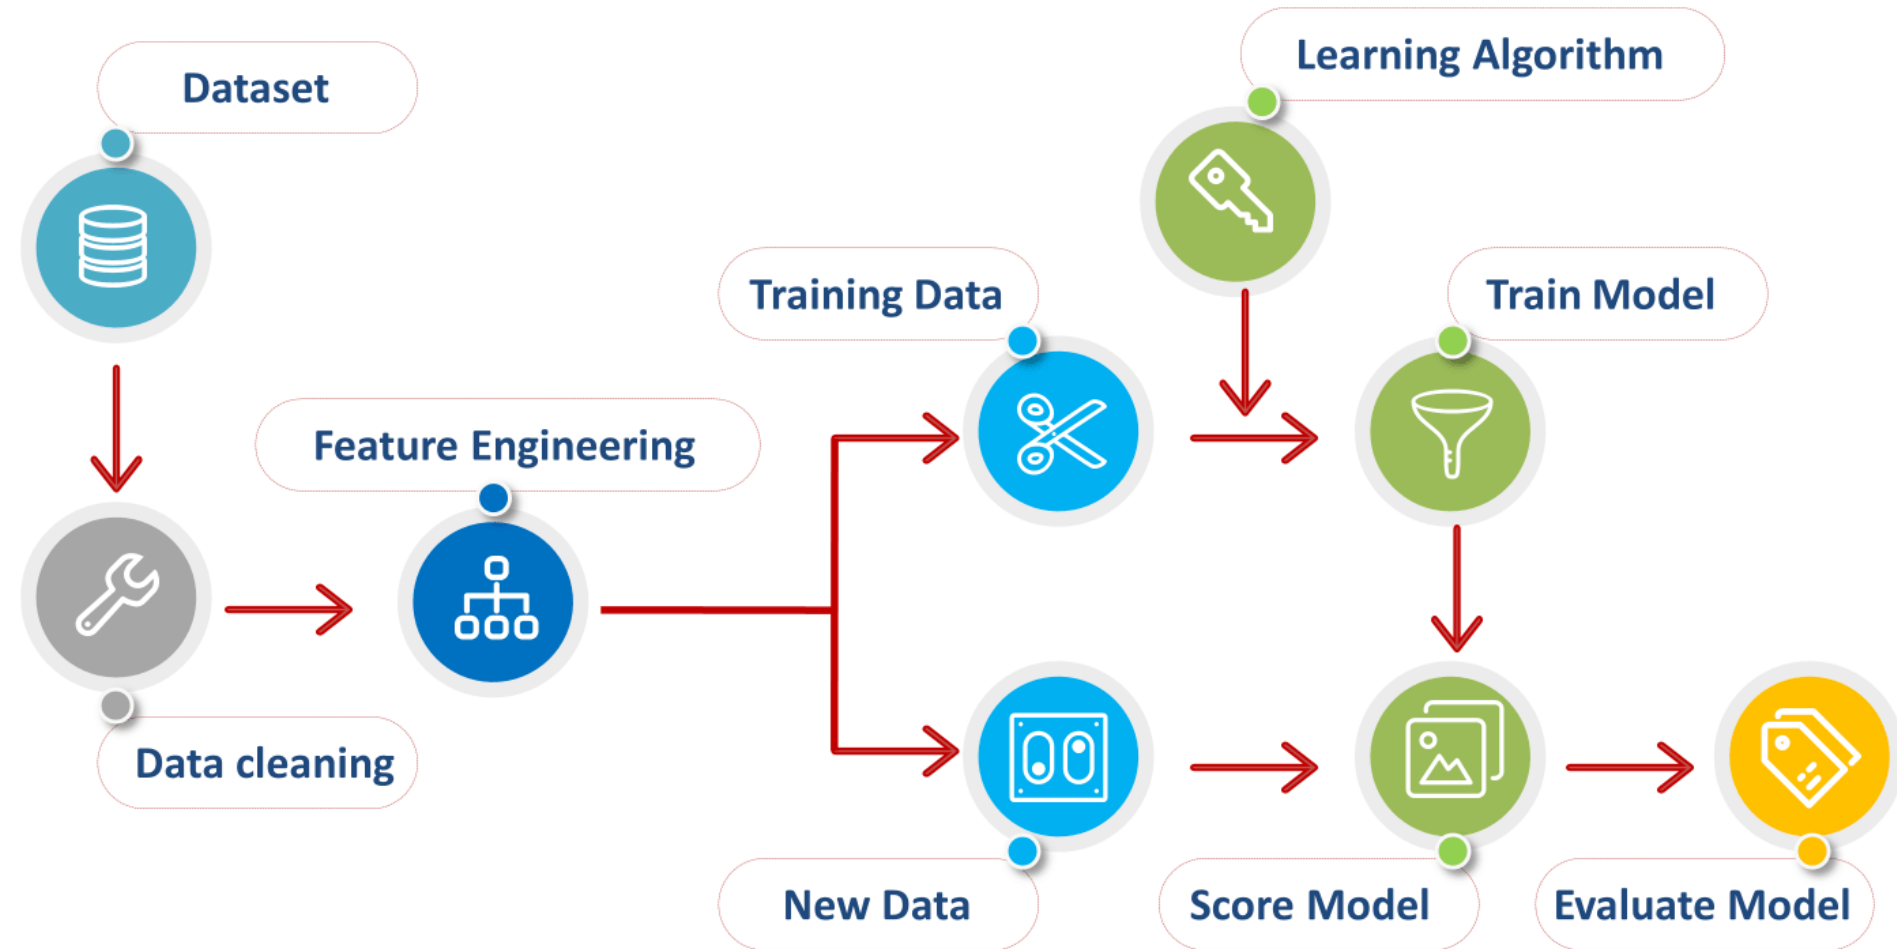 Dataset
Learning Algorithm
Training Data
Train Model
Feature Engineering
Data cleaning
New Data
Score Model
Evaluate Model